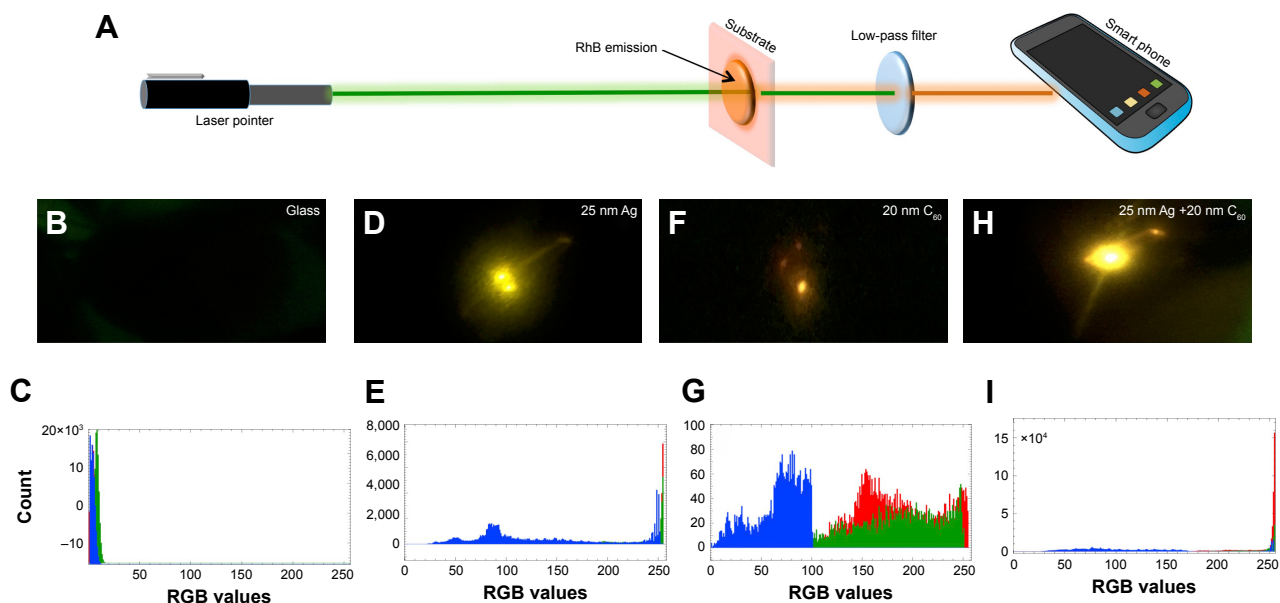 A
Laser pointer
RhB emission
Substrate
Low-pass filter
Smart phone
B
Glass
D
25 nm Ag
F
20 nm C60
H
25 nm Ag +20 nm C60
C
20×10³
10
0
–10
Count
50
100
150
200
250
RGB values
E
8,000
6,000
4,000
2,000
0
0
50
100
150
200
250
RGB values
G
100
80
60
40
20
0
0
50
100
150
200
250
RGB values
I
×10⁴
15
10
5
0
0
50
100
150
200
250
RGB values